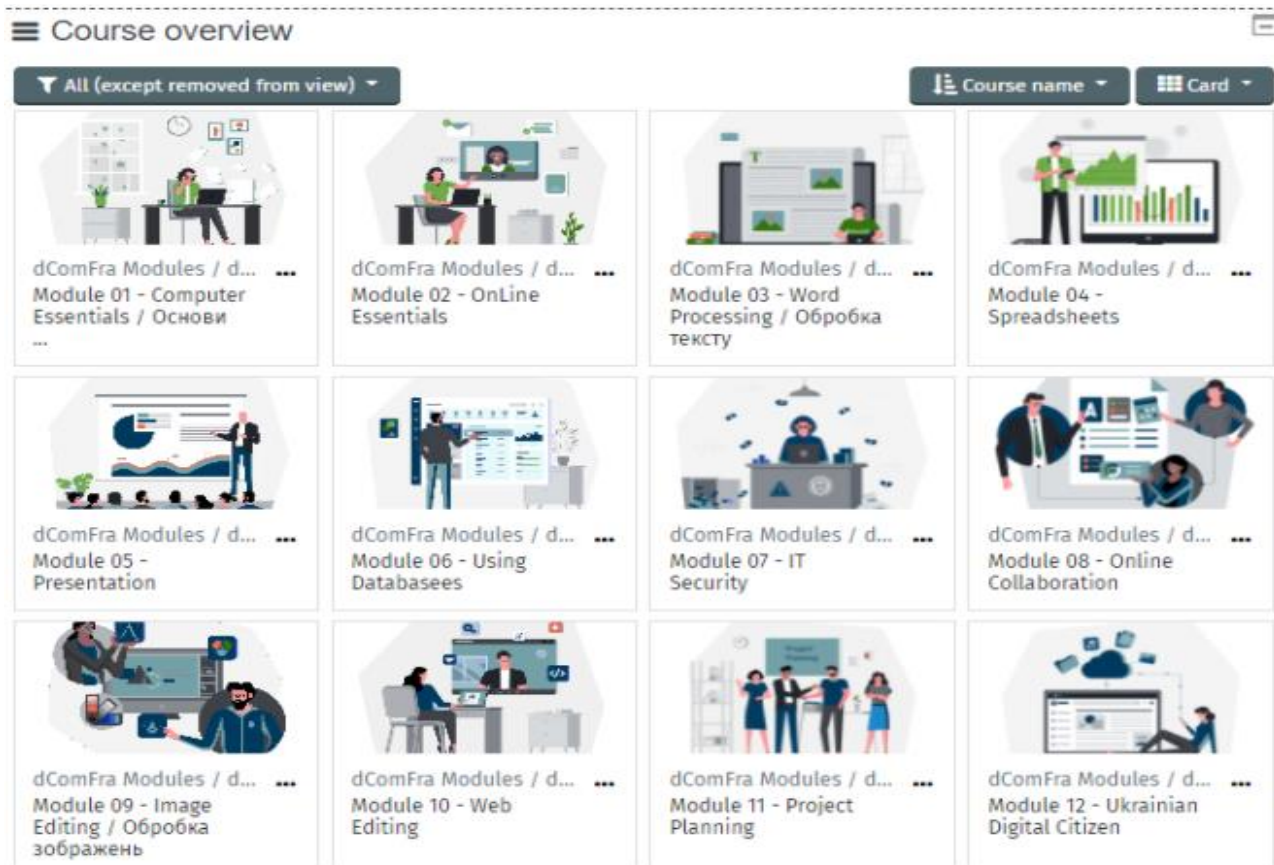 Course overview
All (except removed from view)
Course name
Card
dComFra Modules / d... ...
Module 01 - Computer
Essentials / Основи
...
dComFra Modules / d... ...
Module 02 - OnLine
Essentials
dComFra Modules / d... ...
Module 03 - Word
Processing / Обробка
тексту
dComFra Modules / d... ...
Module 04 -
Spreadsheets
dComFra Modules / d... ...
Module 05 -
Presentation
dComFra Modules / d... ...
Module 06 - Using
Databasees
dComFra Modules / d... ...
Module 07 - IT
Security
dComFra Modules / d... ...
Module 08 - Online
Collaboration
Project
Planning
dComFra Modules / d... ...
Module 09 - Image
Editing / Обробка
зображень
dComFra Modules / d... ...
Module 10 - Web
Editing
dComFra Modules / d... ...
Module 11 - Project
Planning
dComFra Modules / d... ...
Module 12 - Ukrainian
Digital Citizen